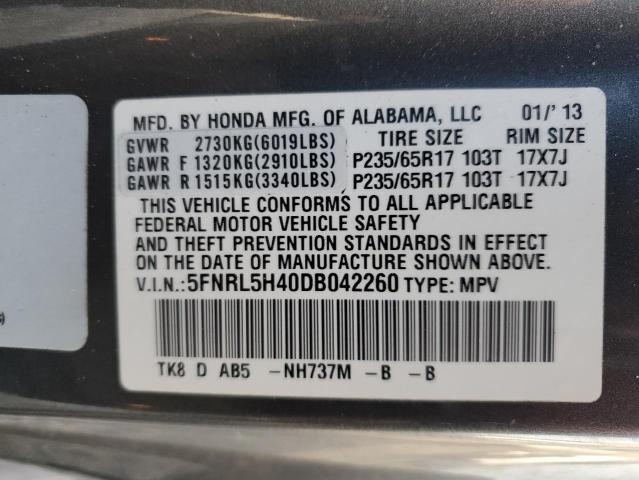 MFD. BY HONDA MFG. OF ALABAMA, LLC 01/'13
GVWR 2730KG(6019LBS) TIRE SIZE RIM SIZE
GAWR F 1320KG(2910LBS) P235/65R17 103T 17X7J
GAWR R 1515KG(3340LBS) P235/65R17 103T 17X7J
THIS VEHICLE CONFORMS TO ALL APPLICABLE
FEDERAL MOTOR VEHICLE SAFETY
AND THEFT PREVENTION STANDARDS IN EFFECT
ON THE DATE OF MANUFACTURE SHOWN ABOVE.
V.I.N.:5FNRL5H40DB042260 TYPE: MPV
TK8 D AB5 -NH737M -B -B